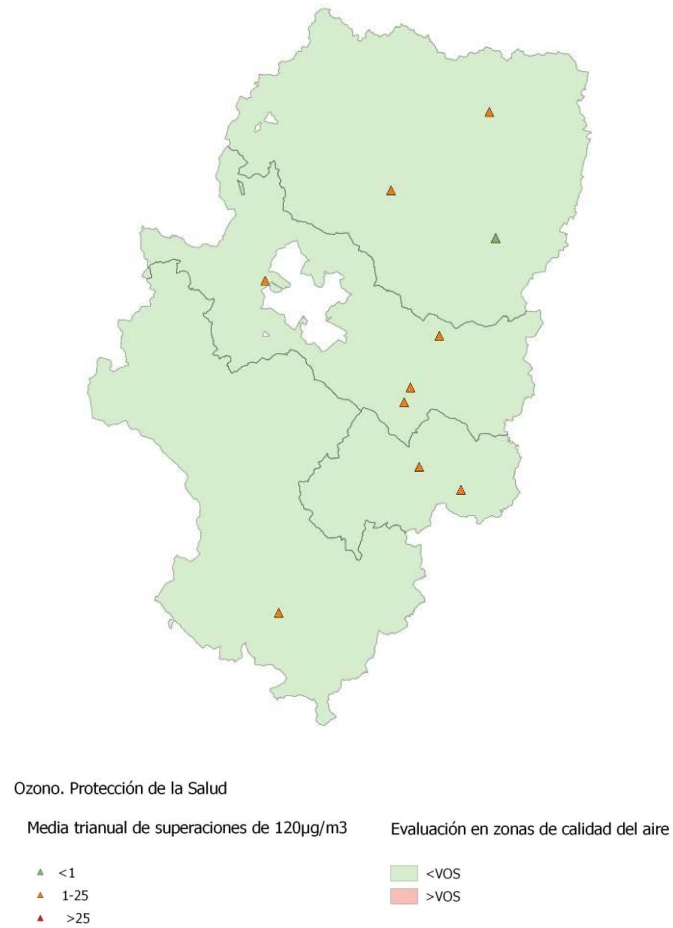 Ozono. Protección de la Salud
Media trianual de superaciones de 120µg/m3
<1
1-25
>25
Evaluación en zonas de calidad del aire
<VOS
>VOS